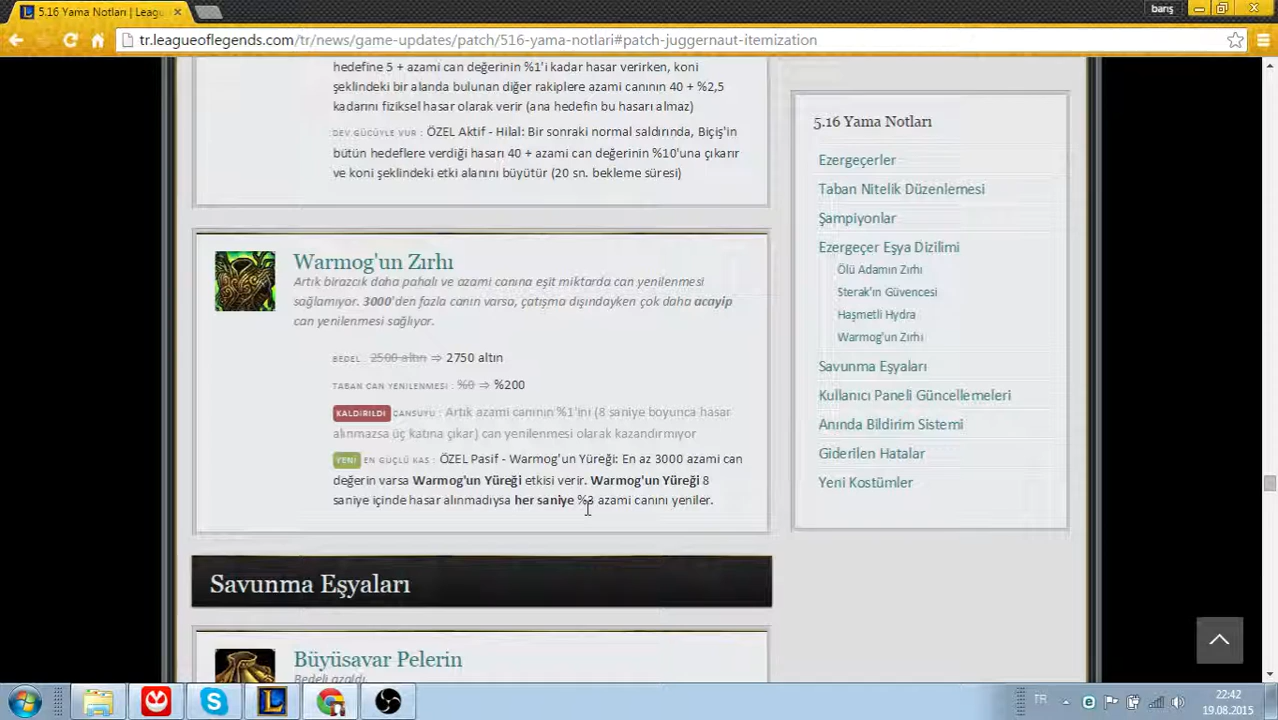 5.16 Yama Notları | Leagu
barış
tr.leagueoflegends.com/tr/news/game-updates/patch/516-yama-notlari#patch-juggernaut-itemization
hedefine 5 + azami can değerinin %1'i kadar hasar verirken, koni
şeklindeki bir alanda bulunan diğer rakiplere azami canının 40 + %2,5
kadarını fiziksel hasar olarak verir (ana hedefin bu hasarı almaz)
DEV GÜCÜYLE VUR : ÖZEL Aktif - Hilal: Bir sonraki normal saldırında, Biçiş'in
bütün hedeflere verdiği hasarı 40 + azami can değerinin %10'una çıkarır
ve koni şeklindeki etki alanını büyütür (20 sn. bekleme süresi)
Warmog'un Zırhı
Artık birazcık daha pahalı ve azami canına eşit miktarda can yenilenmesi
sağlamıyor. 3000'den fazla canın varsa, çatışma dışındayken çok daha acayip
can yenilenmesi sağlıyor.
BEDEL : 2500 altın ⇒ 2750 altın
TABAN CAN YENİLENMESİ : %0 ⇒ %200
KALDIRILDI CANSUYU : Artık azami canının %1'ini (8 saniye boyunca hasar
alınmazsa üç katına çıkar) can yenilenmesi olarak kazandırmıyor
YENİ EN GÜÇLÜ KAS : ÖZEL Pasif - Warmog'un Yüreği: En az 3000 azami can
değerin varsa Warmog'un Yüreği etkisi verir. Warmog'un Yüreği 8
saniye içinde hasar alınmadıysa her saniye %3 azami canını yeniler.
Savunma Eşyaları
Büyüsavar Pelerin
Bedeli azaldı.
5.16 Yama Notları
Ezergeçerler
Taban Nitelik Düzenlemesi
Şampiyonlar
Ezergeçer Eşya Dizilimi
Ölü Adamın Zırhı
Sterak'ın Güvencesi
Haşmetli Hydra
Warmog'un Zırhı
Savunma Eşyaları
Kullanıcı Paneli Güncellemeleri
Anında Bildirim Sistemi
Giderilen Hatalar
Yeni Kostümler
TR
22:42
19.08.2015